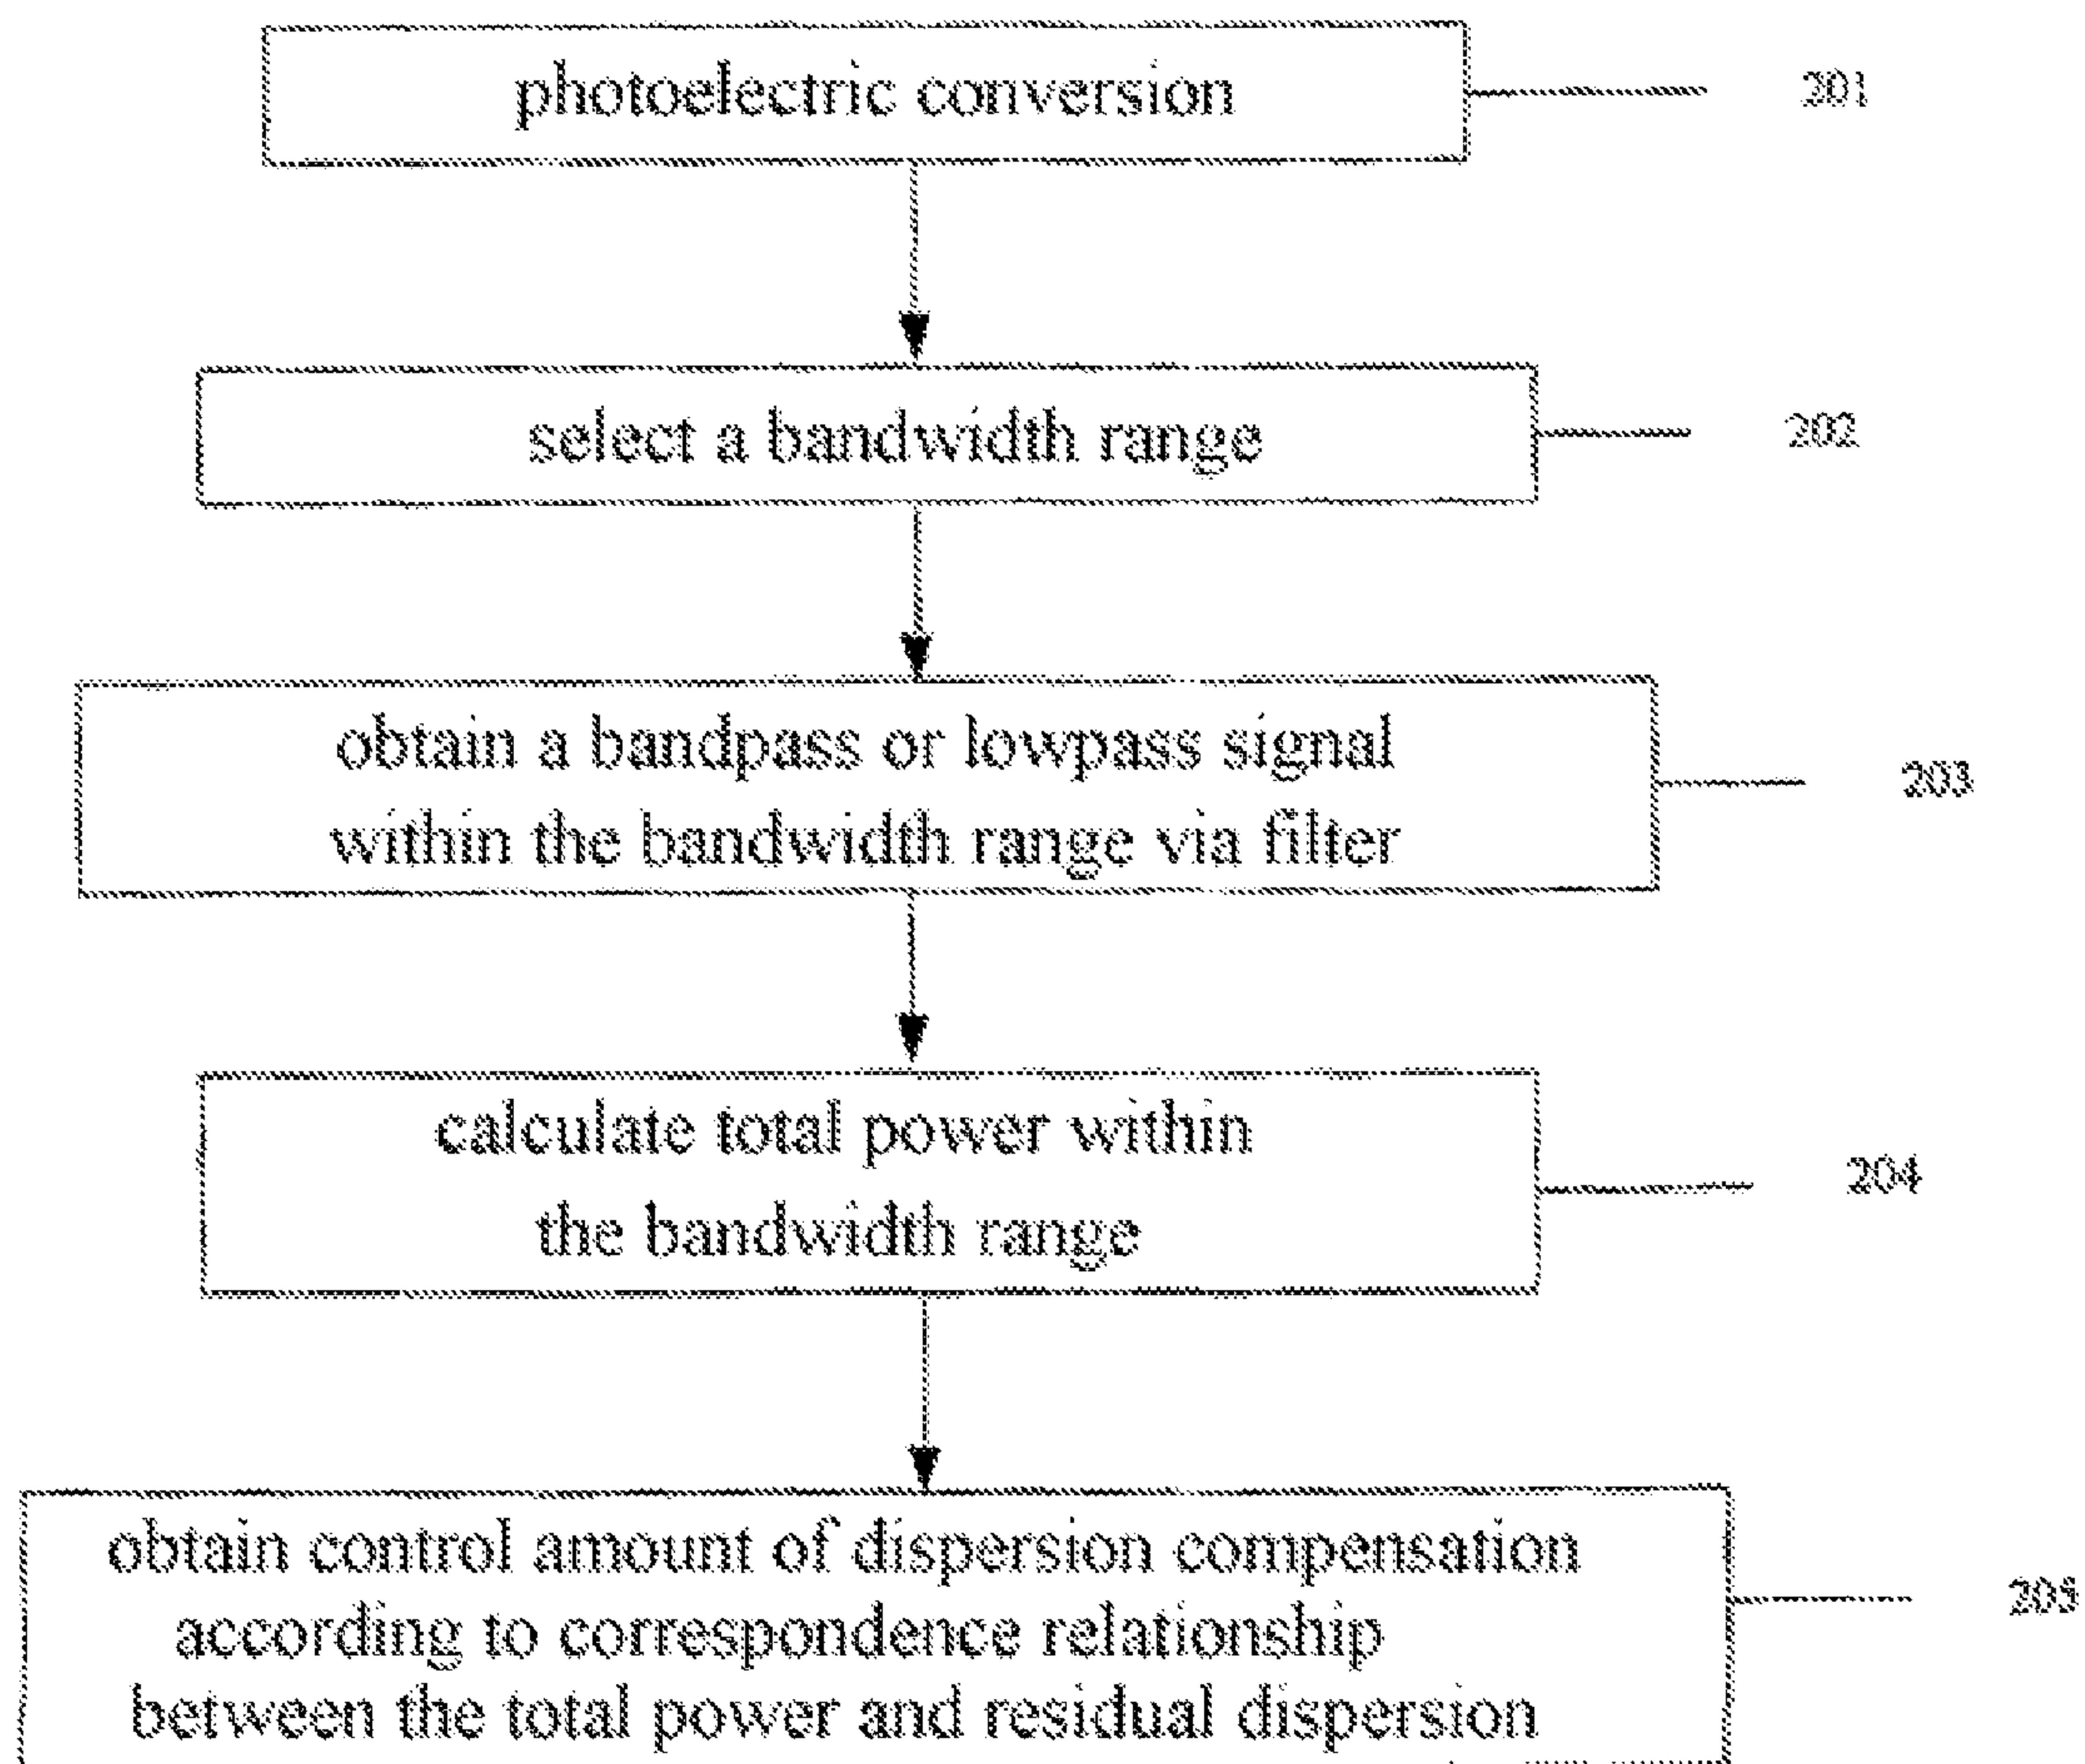 photoelectric conversion
201
select a bandwidth range
202
obtain a bandpass or lowpass signal
within the bandwidth range via filter
203
calculate total power within
the bandwidth range
204
obtain control amount of dispersion compensation
according to correspondence relationship
between the total power and residual dispersion
205